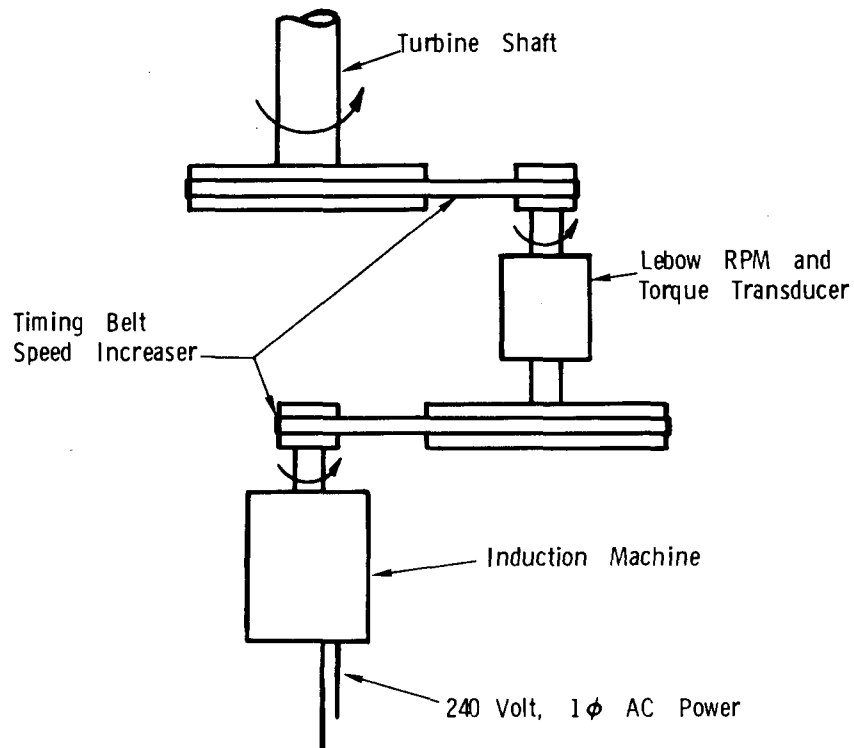 Turbine Shaft
Lebow RPM and
Torque Transducer
Timing Belt
Speed Increaser
Induction Machine
240 Volt, 1ϕ AC Power